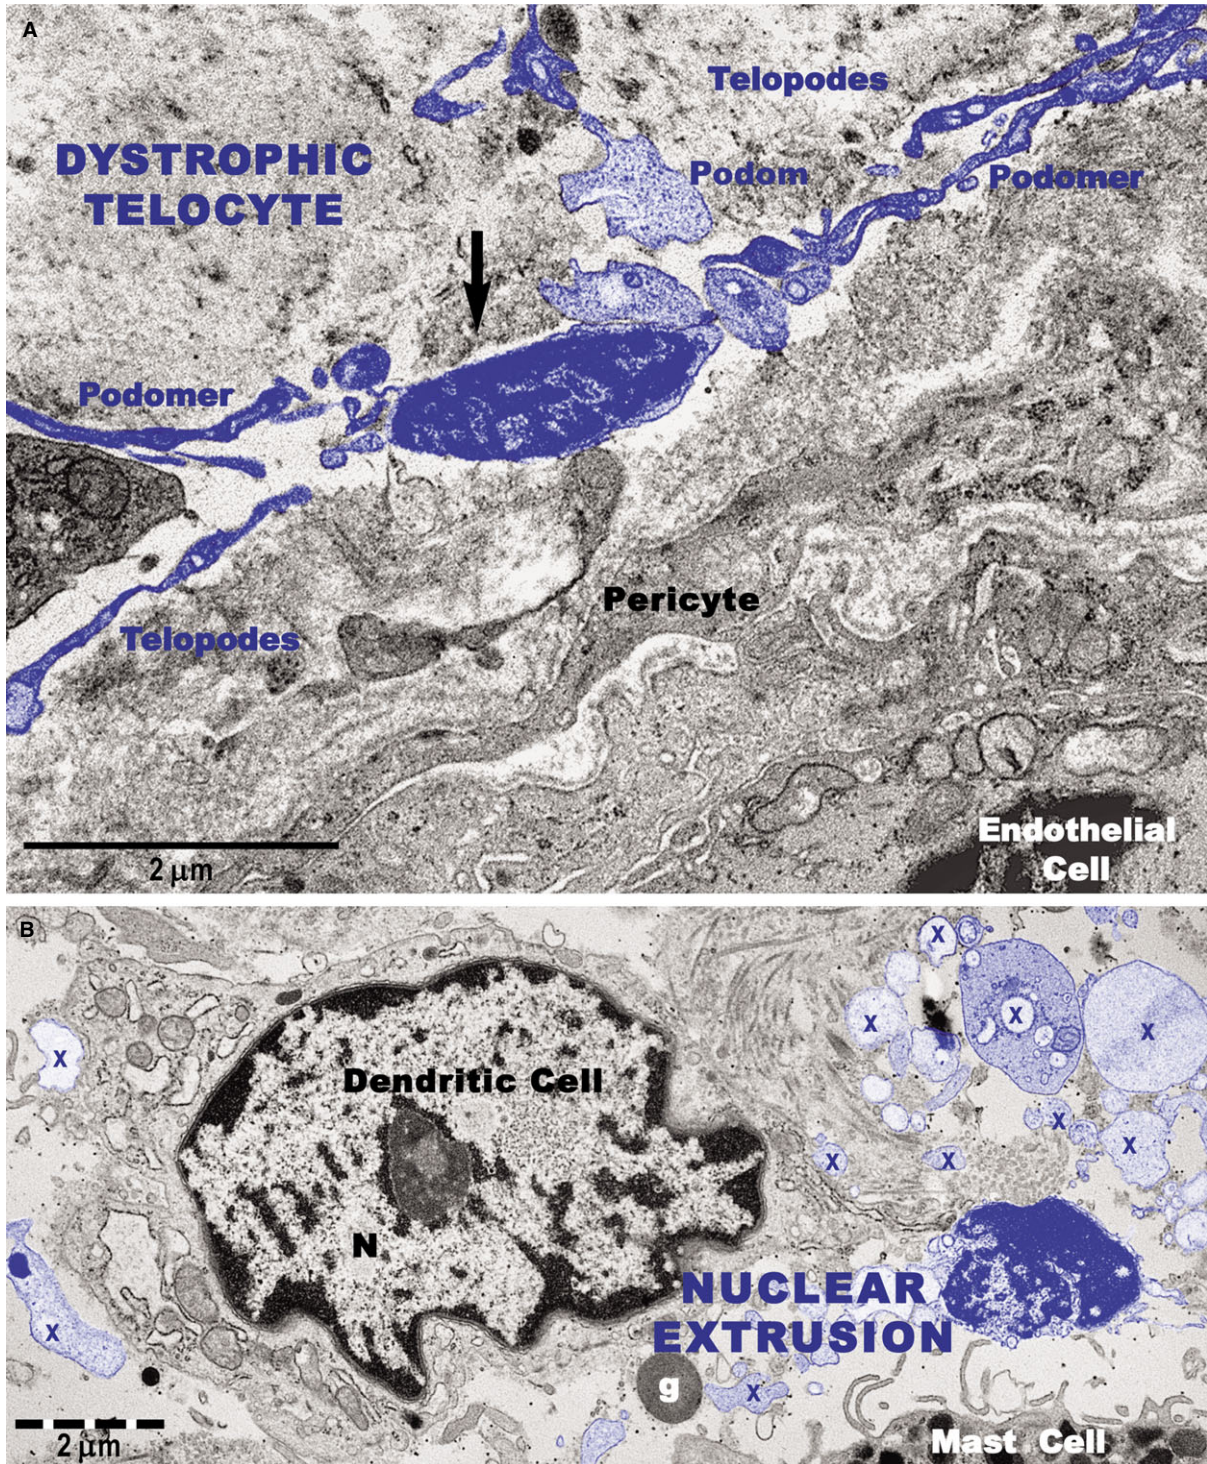 A
Telopodes
DYSTROPHIC
TELOCYTE
Podom
Podomer
Podomer
Pericyte
Telopodes
Endothelial
Cell
2 μm
B
X
X
X
X
X
Dendritic Cell
X
X
X
X
N
NUCLEAR
EXTRUSION
X
g
X
Mast Cell
2 μm